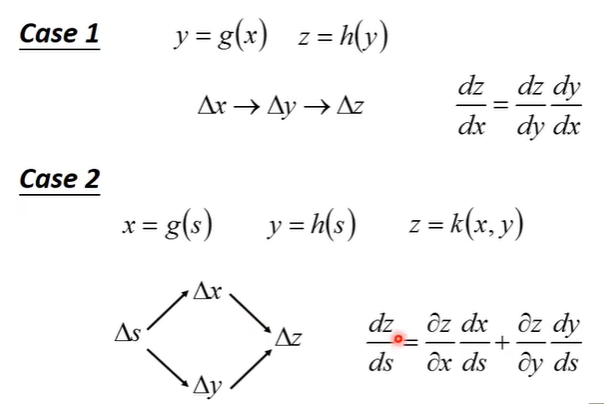 Case 1 y = g(x) z = h(y)
Δx → Δy → Δz dz/dx = dz/dy dy/dx
Case 2
x = g(s) y = h(s) z = k(x, y)
Δx
Δs Δz dz/ds = ∂z/∂x dx/ds + ∂z/∂y dy/ds
Δy